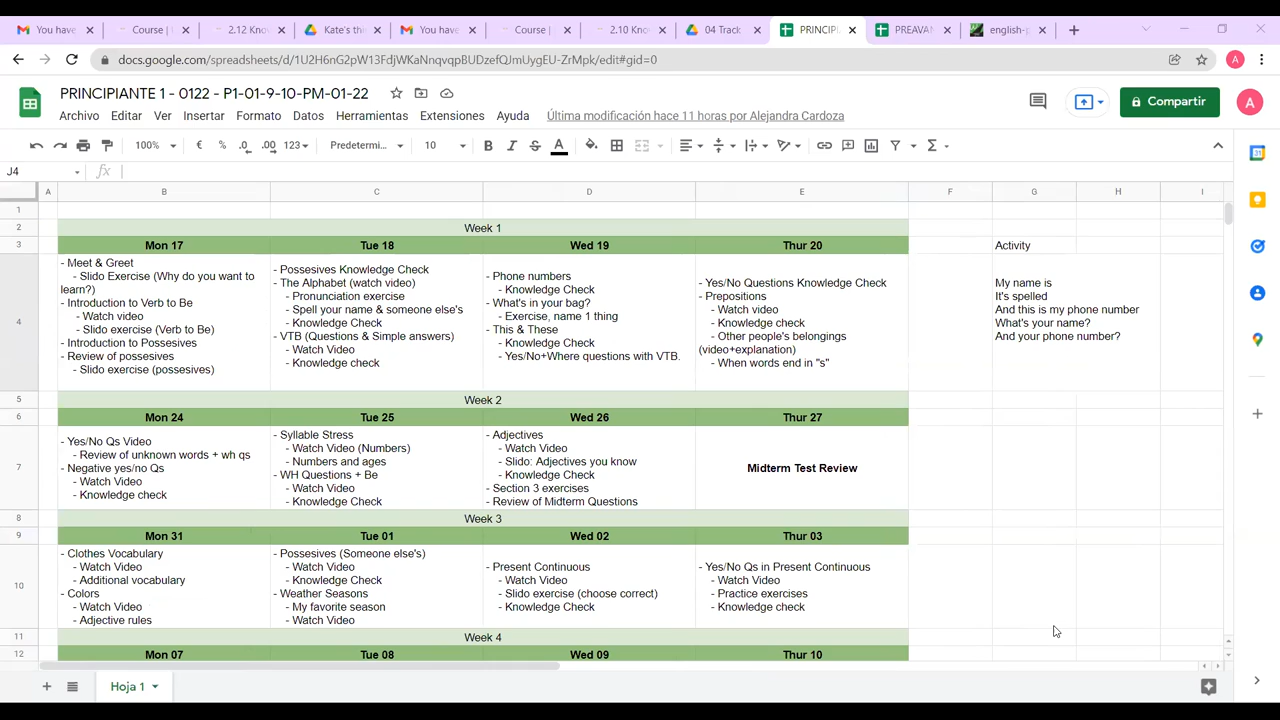 You have
Course |
2.12 Kno
Kate's thi
You have
Course |
2.10 Kno
04 Track
PRINCIPI
PREAVAN
english-p
docs.google.com/spreadsheets/d/1U2H6nG2pW13FdjWKaNnqvqpBUDzefQJmUygEU-ZrMpk/edit#gid=0
A
PRINCIPIANTE 1 - 0122 - P1-01-9-10-PM-01-22
Compartir
A
Archivo Editar Ver Insertar Formato Datos Herramientas Extensiones Ayuda Última modificación hace 11 horas por Alejandra Cardoza
100% € % .0 .00 123 Predetermi... 10 B I S A
J4 fx
A B C D E F G H I
1
2 Week 1
3 Mon 17 Tue 18 Wed 19 Thur 20 Activity
4
- Meet & Greet
- Slido Exercise (Why do you want to
learn?)
- Introduction to Verb to Be
- Watch video
- Slido exercise (Verb to Be)
- Introduction to Possesives
- Review of possesives
- Slido exercise (possesives)
- Possesives Knowledge Check
- The Alphabet (watch video)
- Pronunciation exercise
- Spell your name & someone else's
- Knowledge Check
- VTB (Questions & Simple answers)
- Watch Video
- Knowledge check
- Phone numbers
- Knowledge Check
- What's in your bag?
- Exercise, name 1 thing
- This & These
- Knowledge Check
- Yes/No+Where questions with VTB.
- Yes/No Questions Knowledge Check
- Prepositions
- Watch video
- Knowledge check
- Other people's belongings
(video+explanation)
- When words end in "s"
My name is
It's spelled
And this is my phone number
What's your name?
And your phone number?
5 Week 2
6 Mon 24 Tue 25 Wed 26 Thur 27
7
- Yes/No Qs Video
- Review of unknown words + wh qs
- Negative yes/no Qs
- Watch Video
- Knowledge check
- Syllable Stress
- Watch Video (Numbers)
- Numbers and ages
- WH Questions + Be
- Watch Video
- Knowledge Check
- Adjectives
- Watch Video
- Slido: Adjectives you know
- Knowledge Check
- Section 3 exercises
- Review of Midterm Questions
Midterm Test Review
8 Week 3
9 Mon 31 Tue 01 Wed 02 Thur 03
10
- Clothes Vocabulary
- Watch Video
- Additional vocabulary
- Colors
- Watch Video
- Adjective rules
- Possesives (Someone else's)
- Watch Video
- Knowledge Check
- Weather Seasons
- My favorite season
- Watch Video
- Present Continuous
- Watch Video
- Slido exercise (choose correct)
- Knowledge Check
- Yes/No Qs in Present Continuous
- Watch Video
- Practice exercises
- Knowledge check
11 Week 4
12 Mon 07 Tue 08 Wed 09 Thur 10
Hoja 1